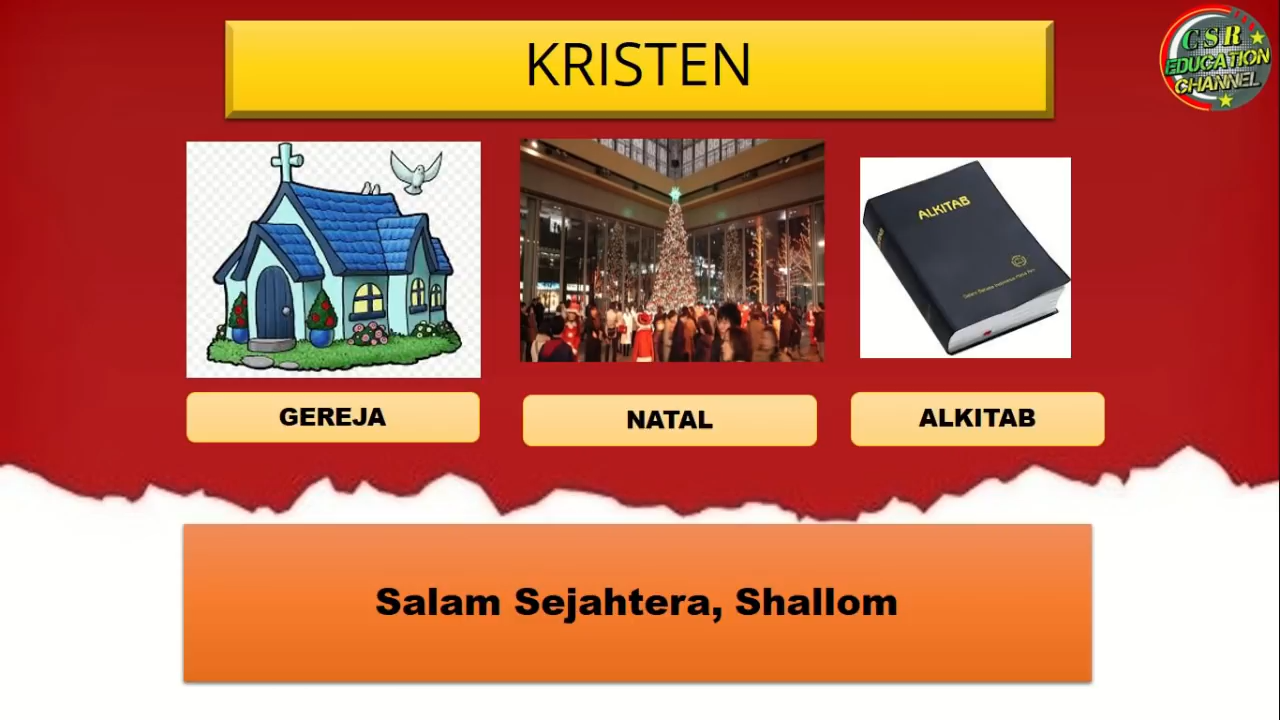 KRISTEN
CSR
EDUCATION
CHANNEL
ALKITAB
GEREJA
NATAL
ALKITAB
Salam Sejahtera, Shallom